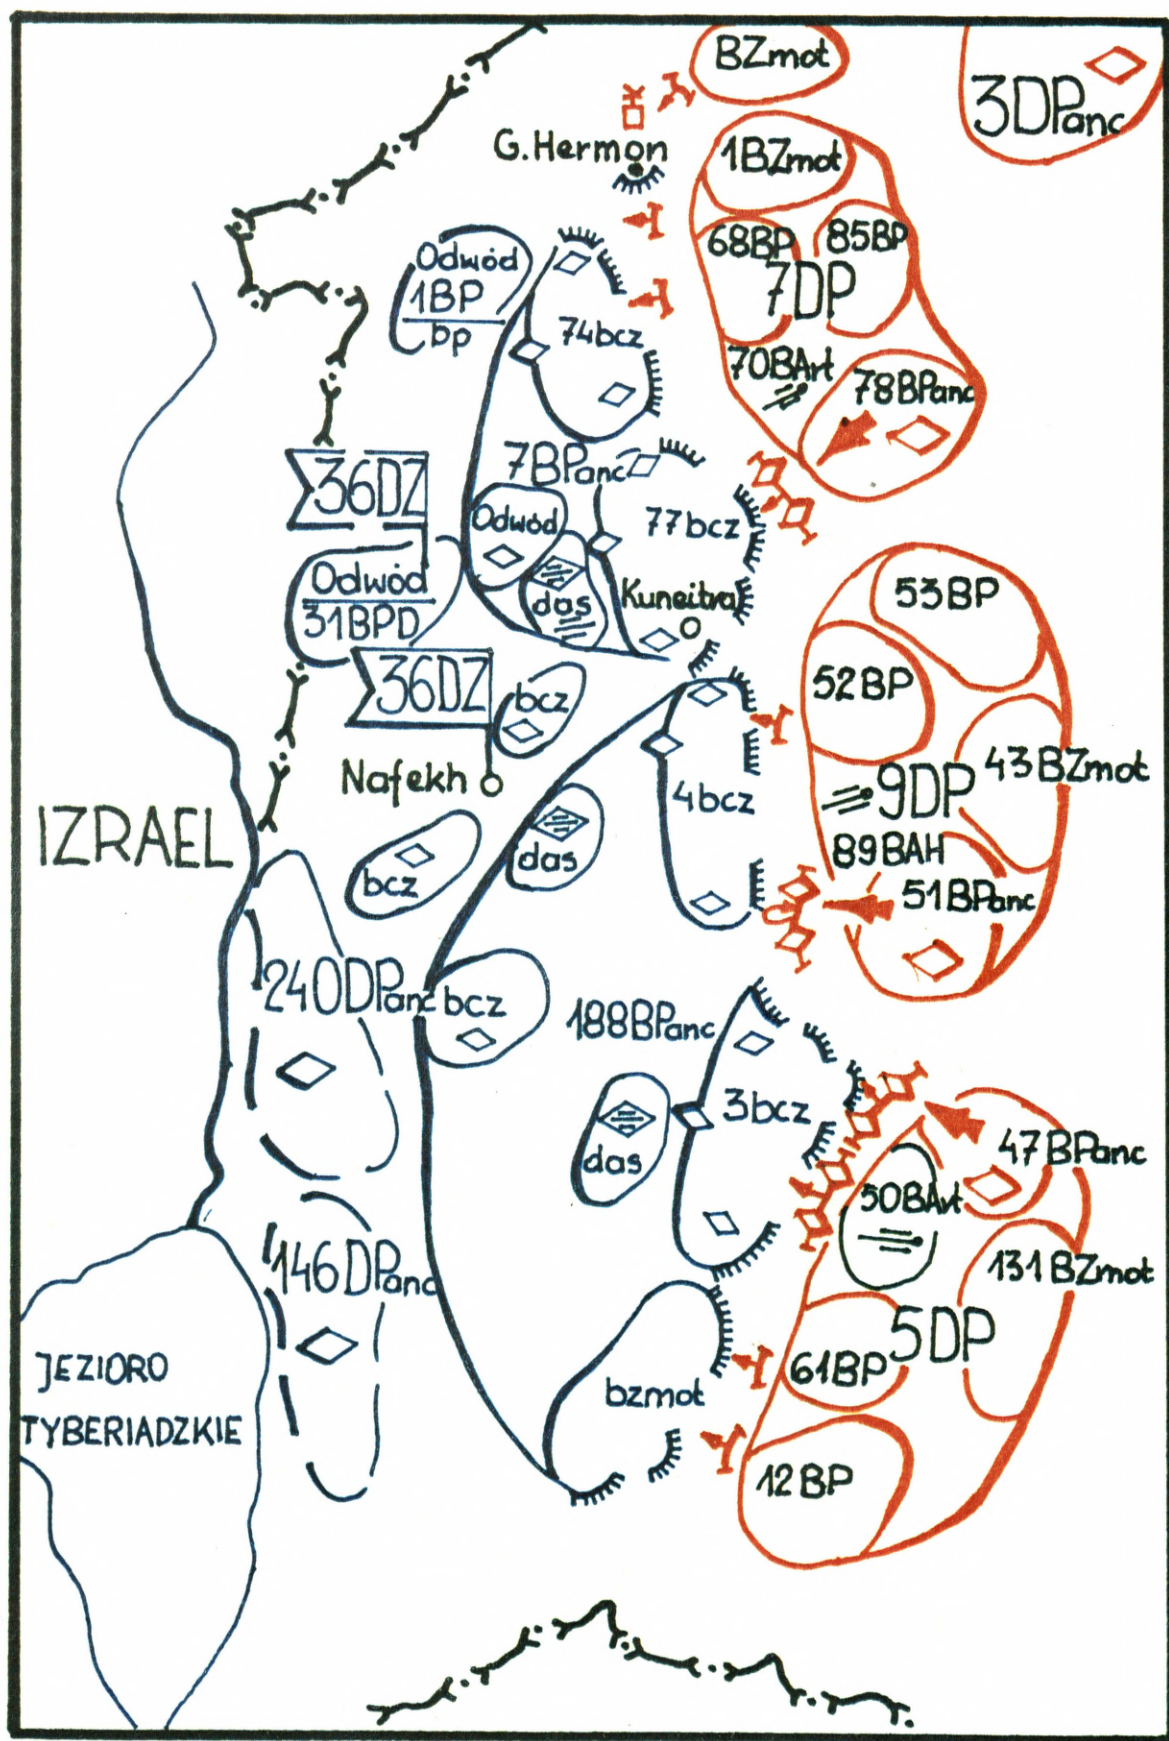 BZmot
3DPanc
G.Hermon
1BZmot
68BP
85BP
7DP
Odwód
1BP
bp
74bcz
70BArt
78BPanc
7BPanc
36DZ
Odwód
77bcz
Odwód
31BPD
das
Kuneitra
53BP
36DZ
bcz
52BP
Nafekh
4bcz
43BZmot
9DP
IZRAEL
das
89BAH
bcz
51BPanc
240DPanc
bcz
188BPanc
3bcz
47BPanc
das
50BArt
146DPanc
131BZmot
5DP
JEZIORO
TYBERIADZKIE
61BP
bzmot
12BP